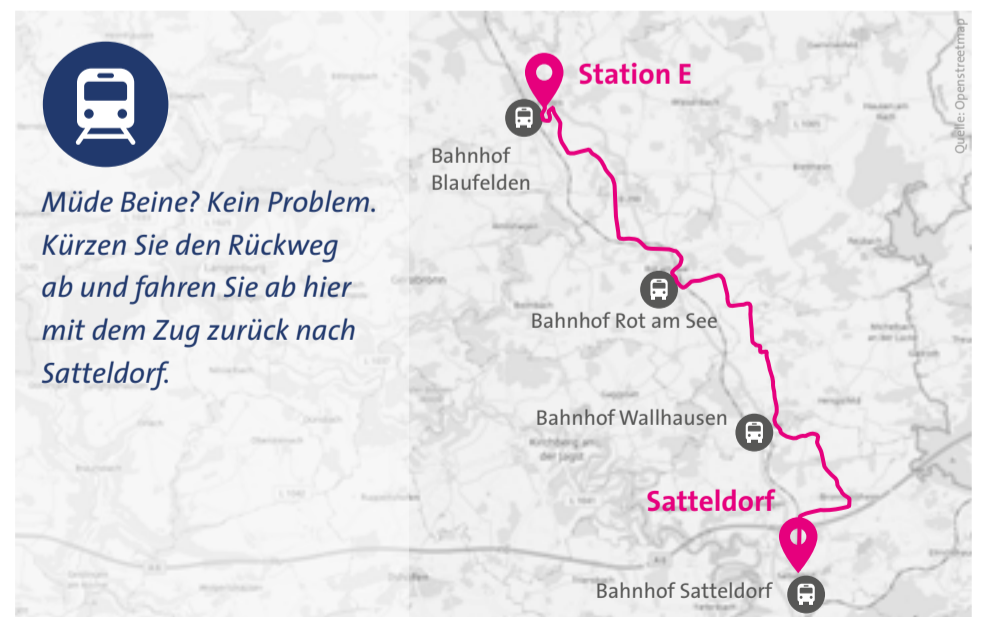 Müde Beine? Kein Problem.
Kürzen Sie den Rückweg
ab und fahren Sie ab hier
mit dem Zug zurück nach
Satteldorf.
Station E
Bahnhof
Blaufelden
Bahnhof Rot am See
Bahnhof Wallhausen
Satteldorf
Bahnhof Satteldorf
Quelle: Openstreetmap